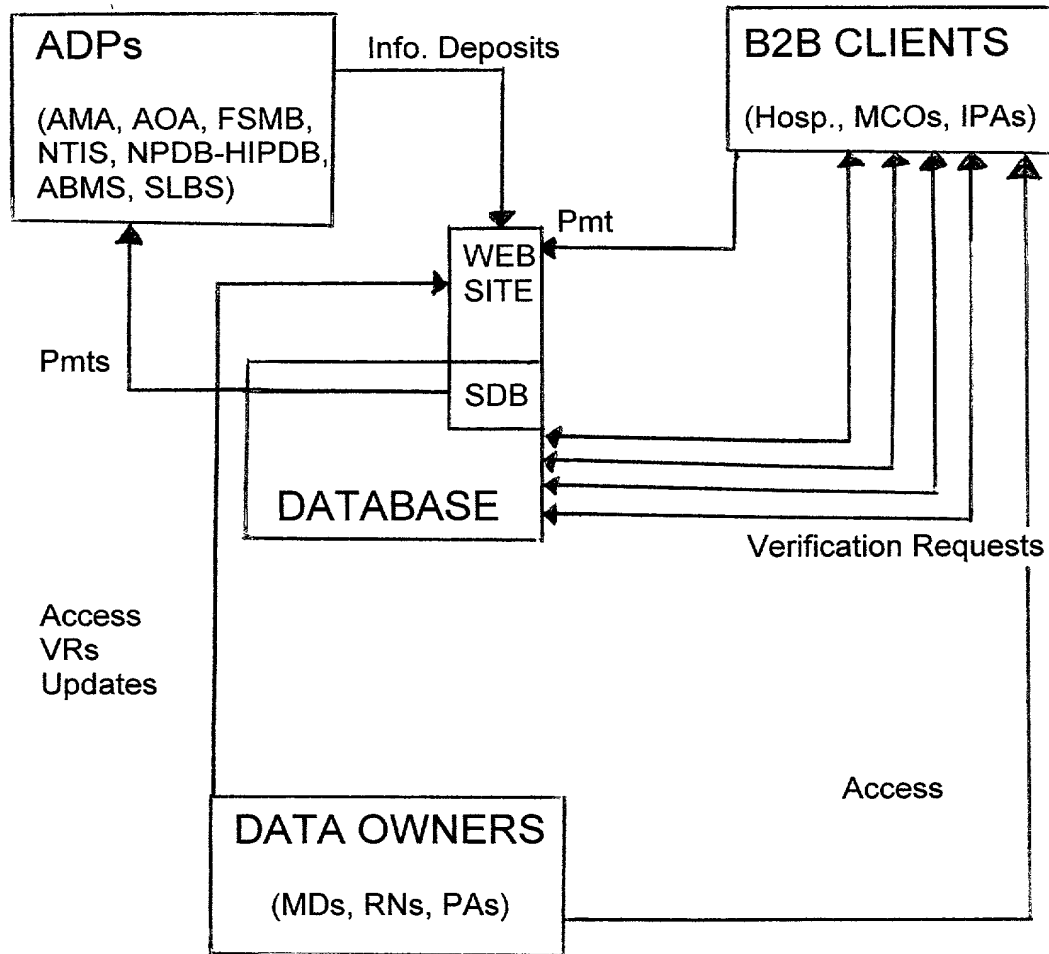 ADPs
(AMA, AOA, FSMB,
NTIS, NPDB-HIPDB,
ABMS, SLBS)
Info. Deposits
B2B CLIENTS
(Hosp., MCOs, IPAs)
Pmt
WEB
SITE
Pmts
SDB
DATABASE
Verification Requests
Access
VRs
Updates
Access
DATA OWNERS
(MDs, RNs, PAs)